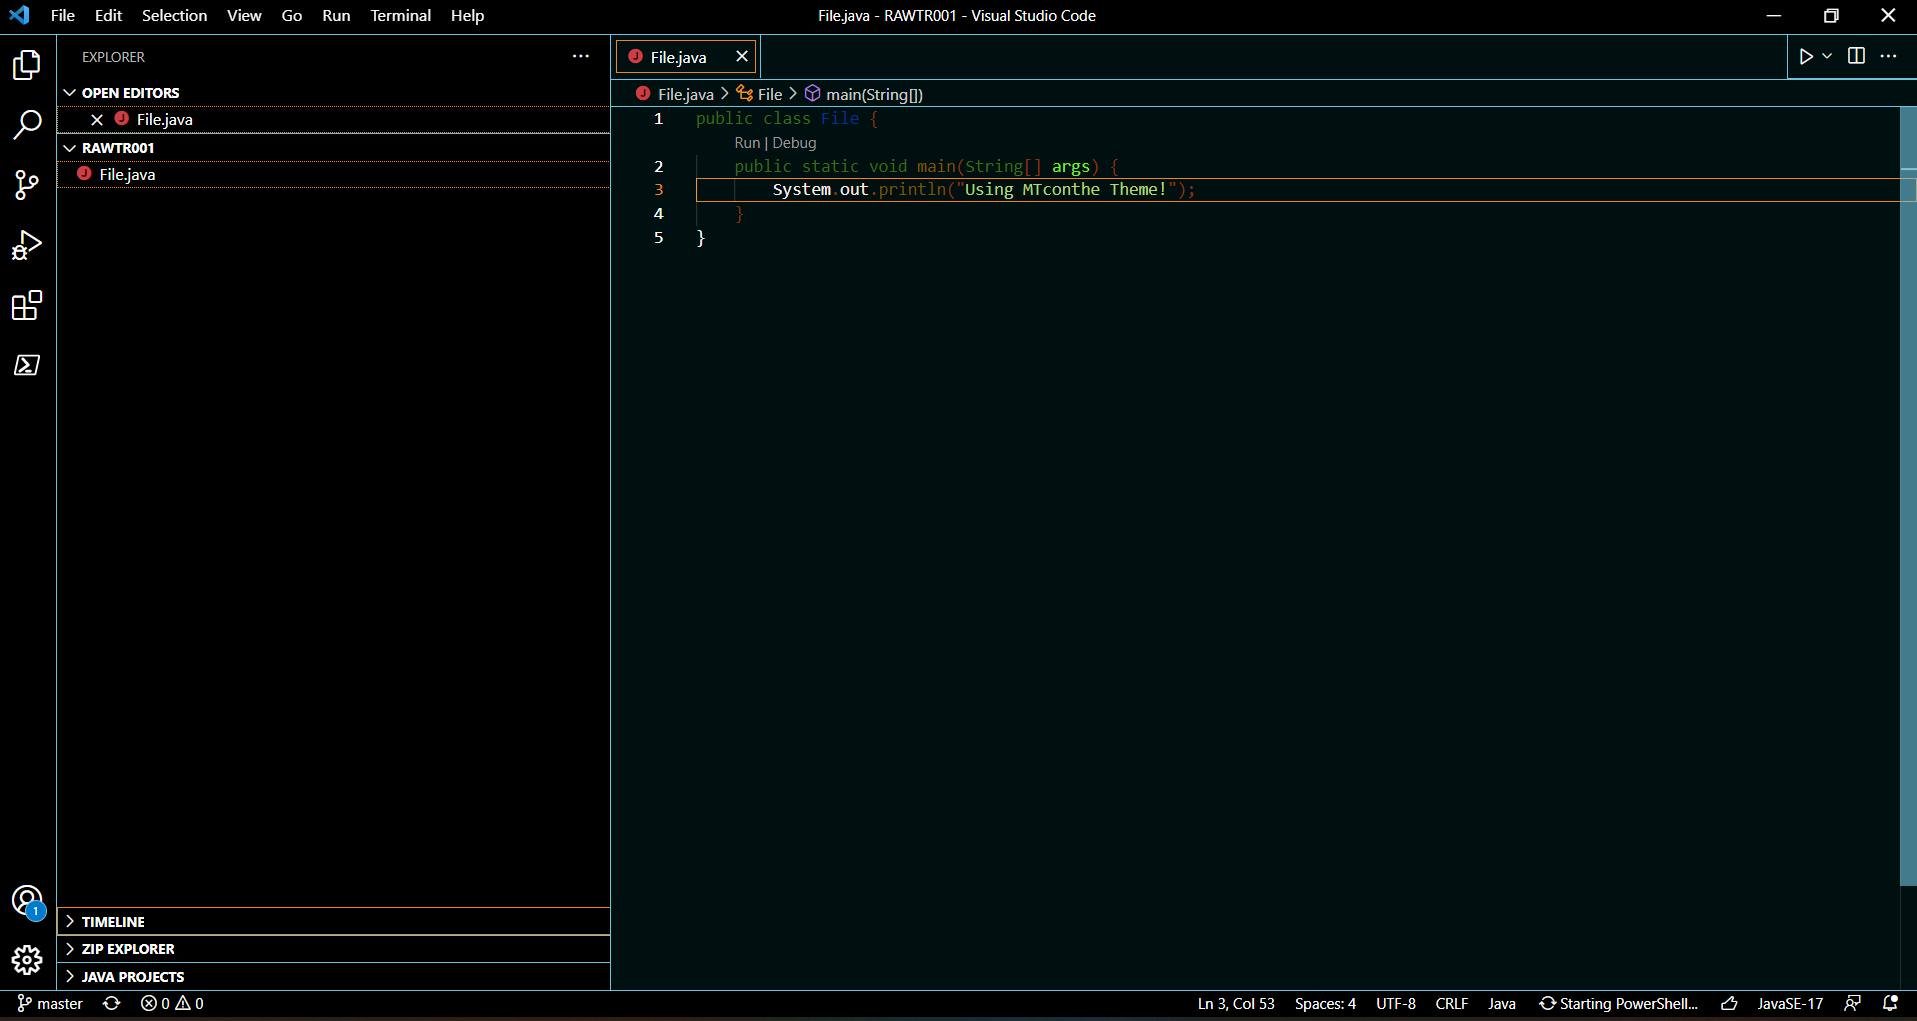 File Edit Selection View Go Run Terminal Help
File.java - RAWTR001 - Visual Studio Code
EXPLORER
OPEN EDITORS
File.java
RAWTR001
File.java
TIMELINE
ZIP EXPLORER
JAVA PROJECTS
1
File.java
File.java > File > main(String[])
1 public class File {
Run | Debug
2 public static void main(String[] args) {
3 System.out.println("Using MTconthe Theme!");
4 }
5 }
master 0 0 Ln 3, Col 53 Spaces: 4 UTF-8 CRLF Java Starting PowerShell... JavaSE-17